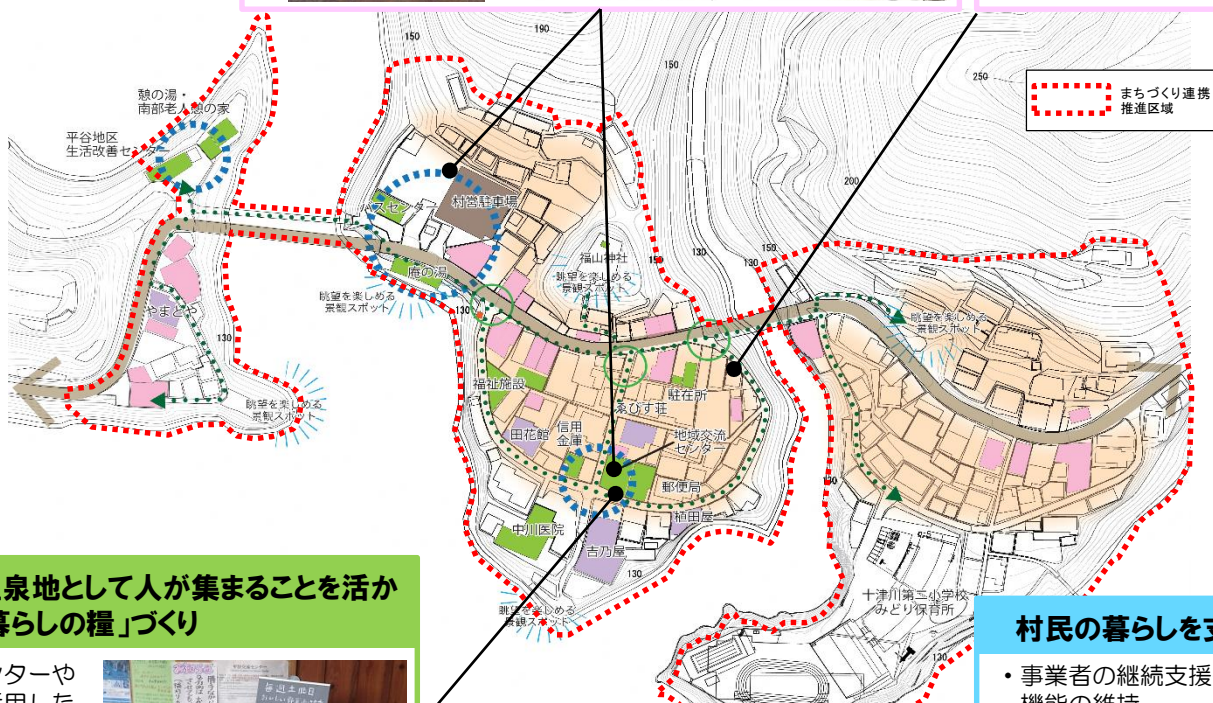 150
190
150
250
まちづくり連携
推進区域
憩の湯・
南部老人憩の家
平谷地区
生活改善センター
200
バスセンター
村営駐車場
福山神社
150
130
130
150
眺望を楽しめる
景観スポット
庵の湯
眺望を楽しめる
景観スポット
130
眺望を楽しめる
景観スポット
やまとや
130
福祉施設
駐在所
ゑびす荘
眺望を楽しめる
景観スポット
田花館
信用
金庫
地域交流
センター
郵便局
130
植田屋
中川医院
吉乃屋
130
眺望を楽しめる
景観スポット
十津川第二小学校
みどり保育所
130
泉地として人が集まることを活か
暮らしの糧」づくり
ンターや
毎週土曜日
村民の暮らしを支
・事業者の継続支援
機能の維持